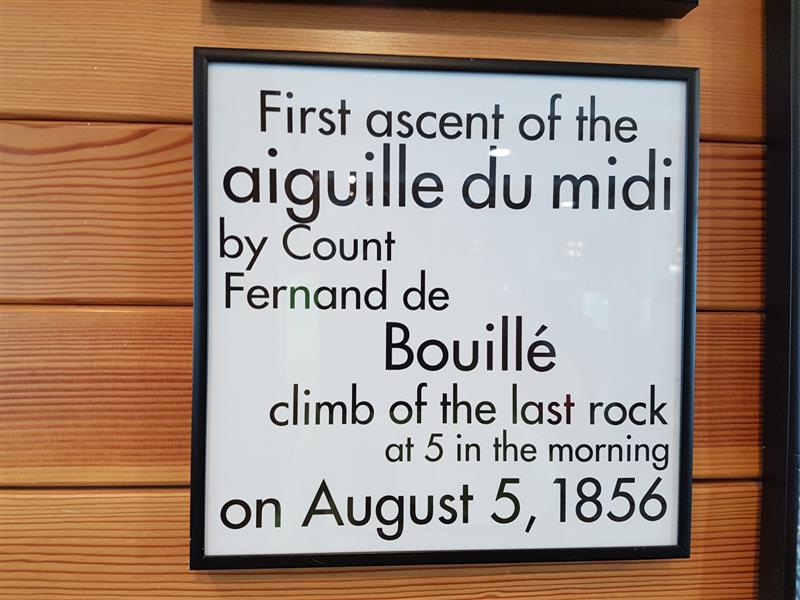 First ascent of the
aiguille du midi
by Count
Fernand de
Bouillé
climb of the last rock
at 5 in the morning
on August 5, 1856